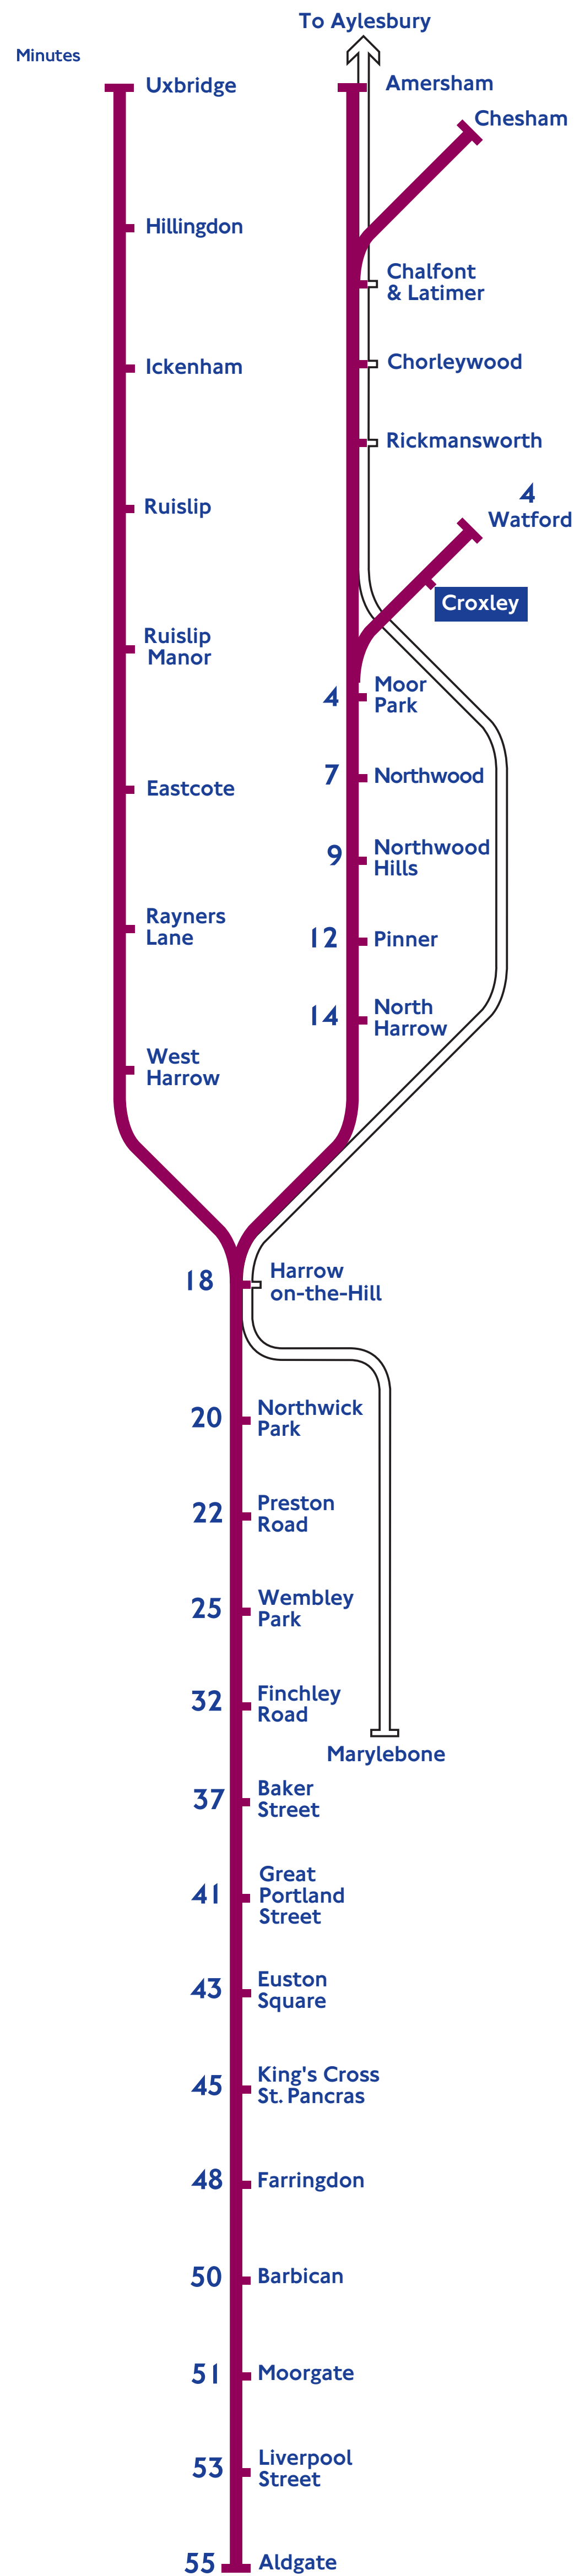 To Aylesbury
Minutes
Uxbridge
Amersham
Chesham
Hillingdon
Chalfont
& Latimer
Ickenham
Chorleywood
Rickmansworth
Ruislip
4
Watford
Croxley
Ruislip
Manor
4
Moor
Park
Eastcote
7
Northwood
9
Northwood
Hills
Rayners
Lane
12
Pinner
14
North
Harrow
West
Harrow
18
Harrow
on-the-Hill
20
Northwick
Park
22
Preston
Road
25
Wembley
Park
32
Finchley
Road
Marylebone
37
Baker
Street
41
Great
Portland
Street
43
Euston
Square
45
King's Cross
St. Pancras
48
Farringdon
50
Barbican
51
Moorgate
53
Liverpool
Street
55
Aldgate